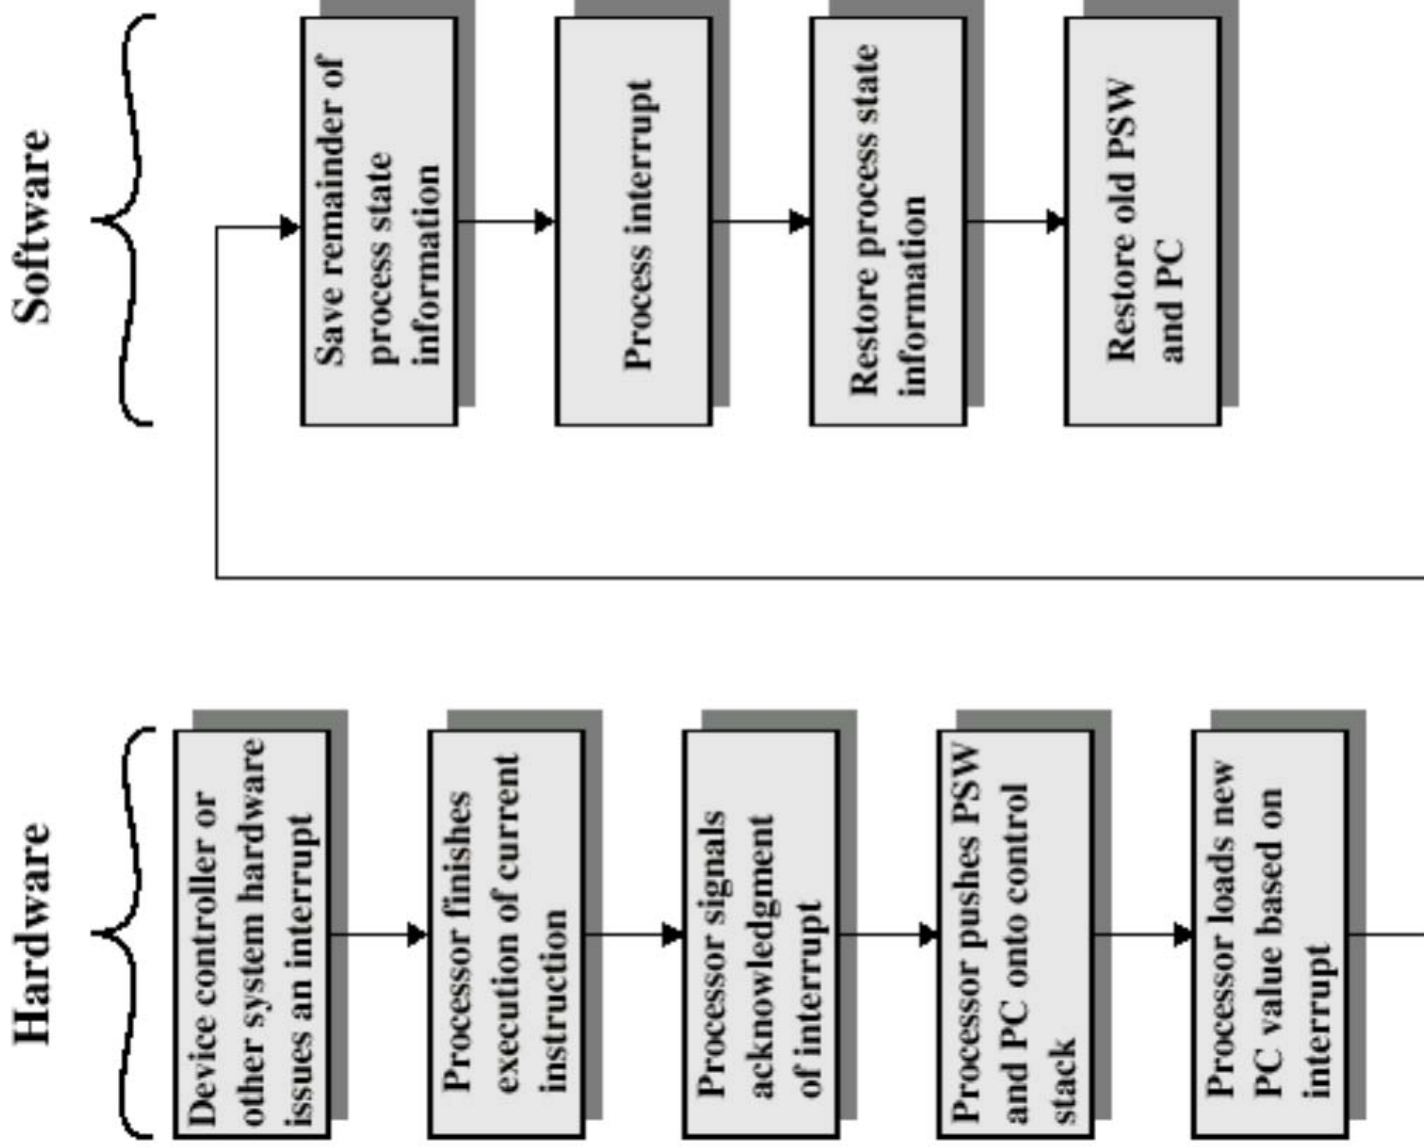 Hardware
Device controller or
other system hardware
issues an interrupt
Processor finishes
execution of current
instruction
Processor signals
acknowledgment
of interrupt
Processor pushes PSW
and PC onto control
stack
Processor loads new
PC value based on
interrupt
Software
Save remainder of
process state
information
Process interrupt
Restore process state
information
Restore old PSW
and PC